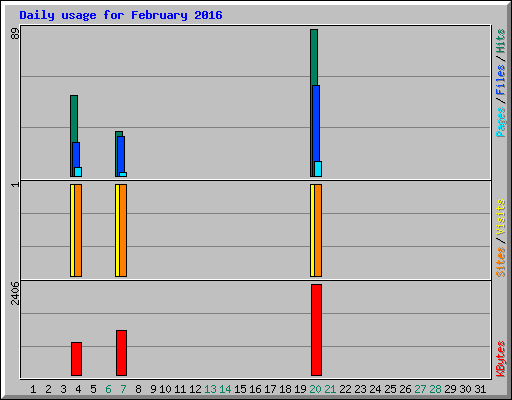 Daily usage for February 2016
89
1
2406
Pages / Files / Hits
Sites / Visits
KBytes
1 2 3 4 5 6 7 8 9 10 11 12 13 14 15 16 17 18 19 20 21 22 23 24 25 26 27 28 29 30 31